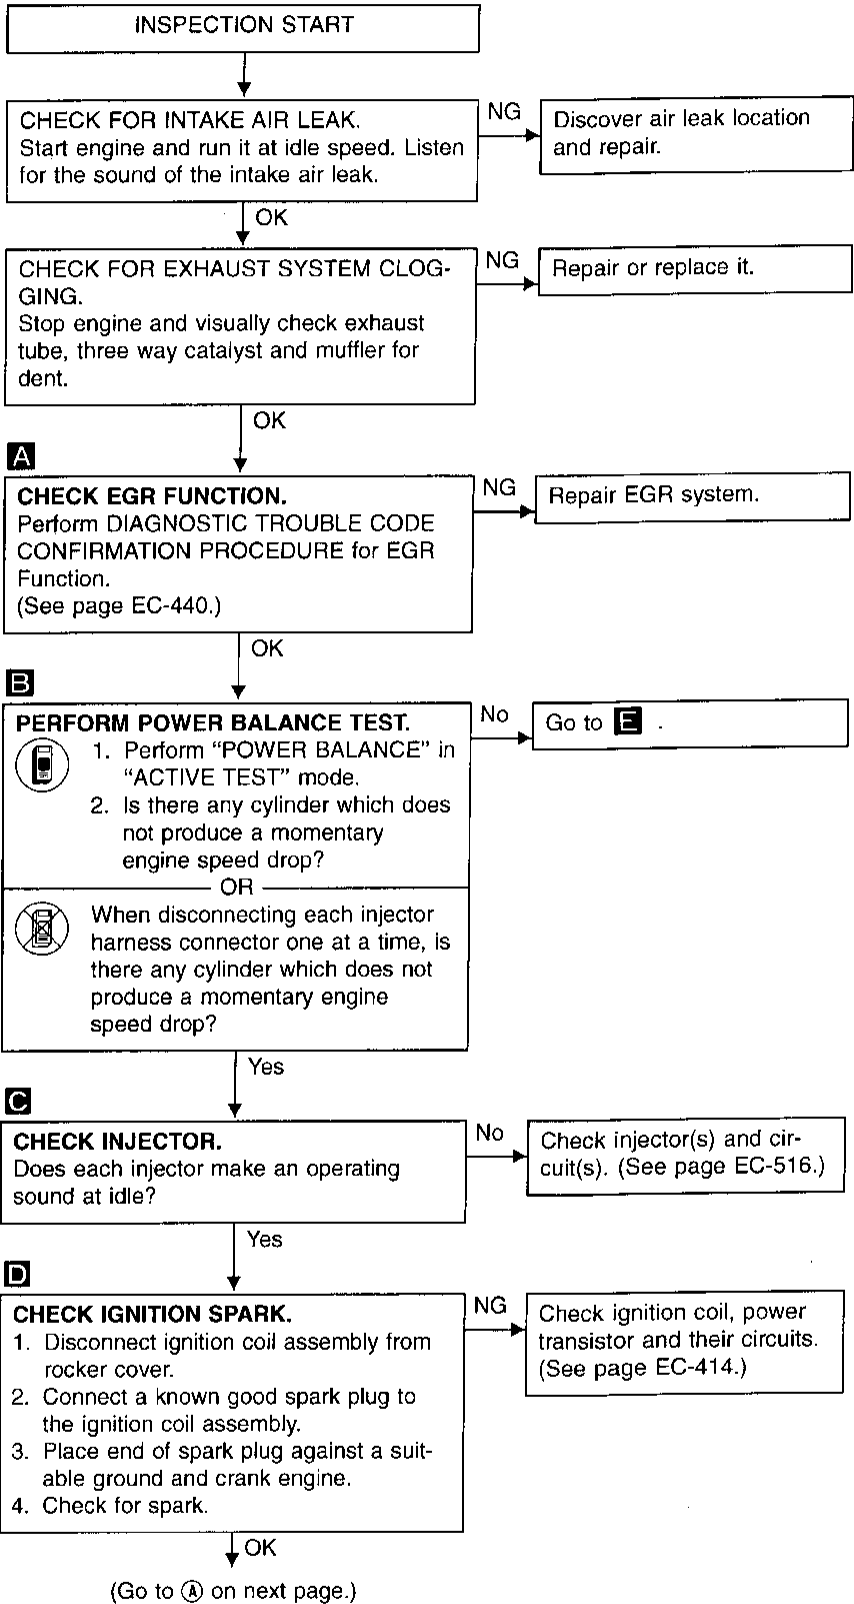 INSPECTION START
CHECK FOR INTAKE AIR LEAK.
Start engine and run it at idle speed. Listen
for the sound of the intake air leak.
NG
Discover air leak location
and repair.
OK
CHECK FOR EXHAUST SYSTEM CLOG-
GING.
Stop engine and visually check exhaust
tube, three way catalyst and muffler for
dent.
NG
Repair or replace it.
OK
A
CHECK EGR FUNCTION.
Perform DIAGNOSTIC TROUBLE CODE
CONFIRMATION PROCEDURE for EGR
Function.
(See page EC-440.)
NG
Repair EGR system.
OK
B
PERFORM POWER BALANCE TEST.
1. Perform “POWER BALANCE” in
“ACTIVE TEST” mode.
2. Is there any cylinder which does
not produce a momentary
engine speed drop?
OR
When disconnecting each injector
harness connector one at a time, is
there any cylinder which does not
produce a momentary engine
speed drop?
No
Go to E .
Yes
C
CHECK INJECTOR.
Does each injector make an operating
sound at idle?
No
Check injector(s) and cir-
cuit(s). (See page EC-516.)
Yes
D
CHECK IGNITION SPARK.
1. Disconnect ignition coil assembly from
rocker cover.
2. Connect a known good spark plug to
the ignition coil assembly.
3. Place end of spark plug against a suit-
able ground and crank engine.
4. Check for spark.
NG
Check ignition coil, power
transistor and their circuits.
(See page EC-414.)
OK
(Go to Ⓐ on next page.)